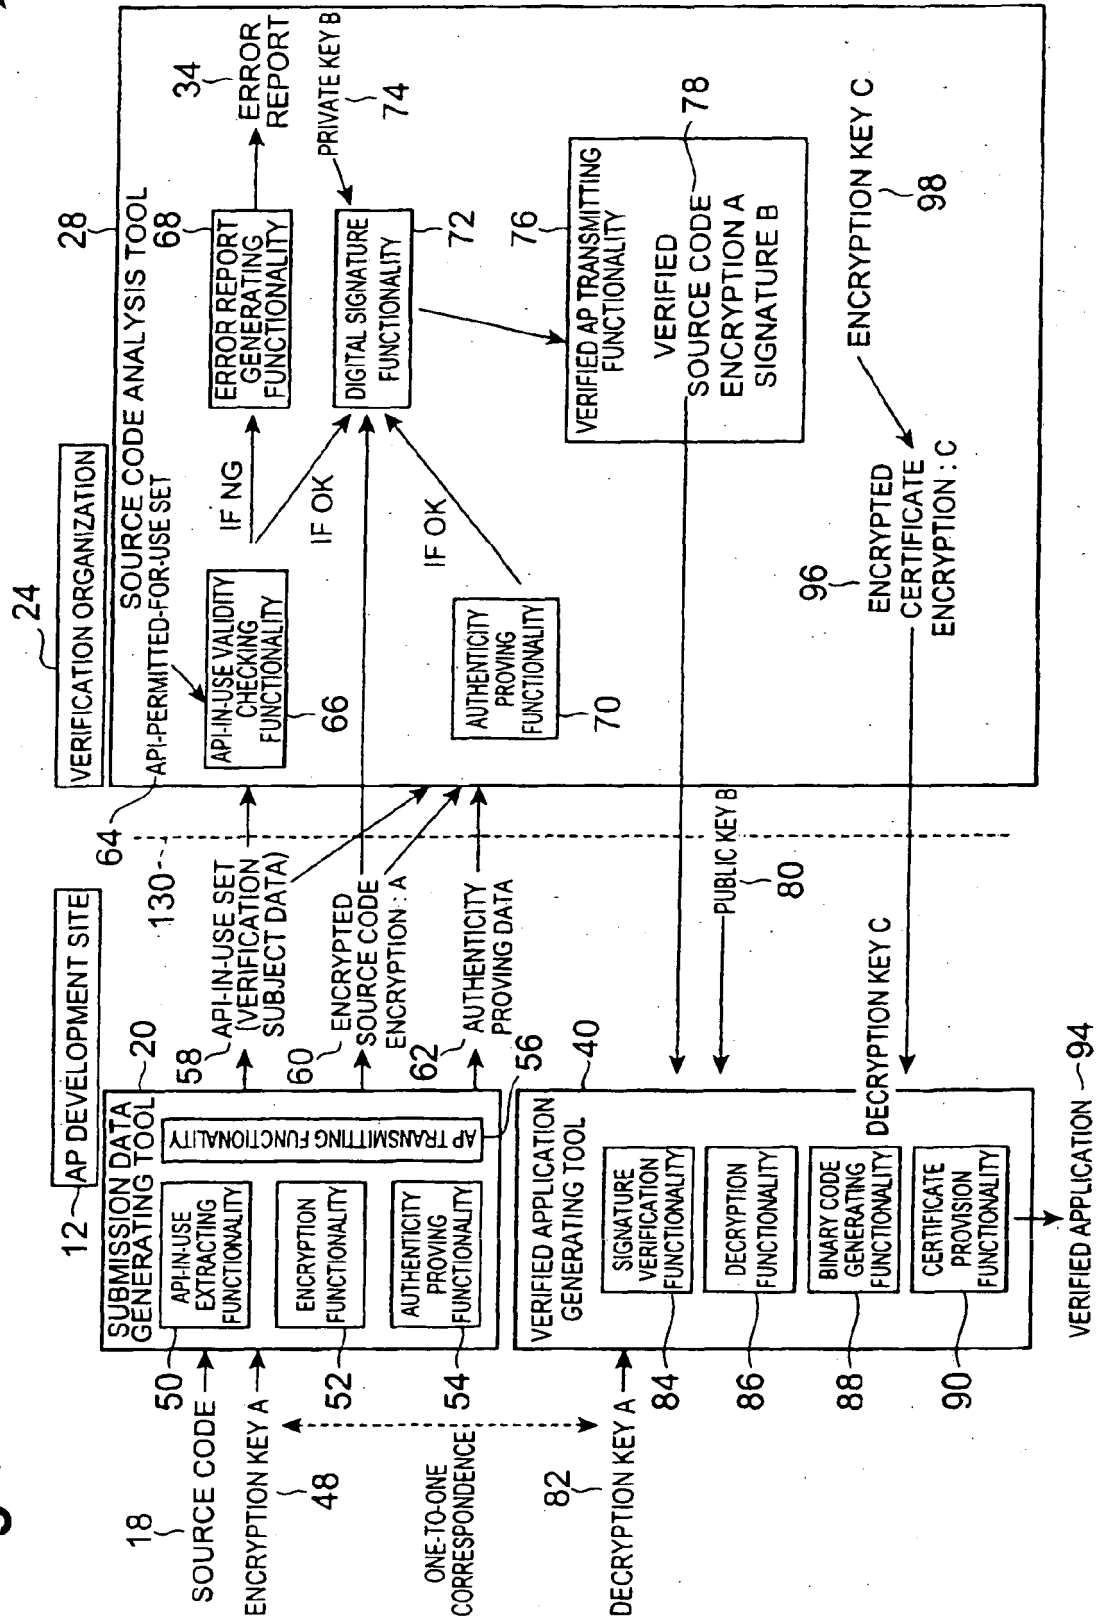 12
AP DEVELOPMENT SITE
24
VERIFICATION ORGANIZATION
18
SOURCE CODE
ENCRYPTION KEY A
48
ONE-TO-ONE
CORRESPONDENCE
82
DECRYPTION KEY A
SUBMISSION DATA
GENERATING TOOL
20
50
API-IN-USE
EXTRACTING
FUNCTIONALITY
52
ENCRYPTION
FUNCTIONALITY
54
AUTHENTICITY
PROVING
FUNCTIONALITY
AP TRANSMITTING FUNCTIONALITY
56
58
API-IN-USE SET
(VERIFICATION
SUBJECT DATA)
60
ENCRYPTED
SOURCE CODE
ENCRYPTION : A
62
AUTHENTICITY
PROVING DATA
130
VERIFIED APPLICATION
GENERATING TOOL
40
84
SIGNATURE
VERIFICATION
FUNCTIONALITY
86
DECRYPTION
FUNCTIONALITY
88
BINARY CODE
GENERATING
FUNCTIONALITY
90
CERTIFICATE
PROVISION
FUNCTIONALITY
DECRYPTION KEY C
VERIFIED APPLICATION
94
PUBLIC KEY B
80
28
SOURCE CODE ANALYSIS TOOL
64
API-PERMITTED-FOR-USE SET
API-IN-USE VALIDITY
CHECKING
FUNCTIONALITY
66
IF NG
IF OK
68
ERROR REPORT
GENERATING
FUNCTIONALITY
34
ERROR
REPORT
AUTHENTICITY
PROVING
FUNCTIONALITY
70
IF OK
DIGITAL SIGNATURE
FUNCTIONALITY
72
PRIVATE KEY B
74
76
VERIFIED AP TRANSMITTING
FUNCTIONALITY
VERIFIED
SOURCE CODE
ENCRYPTION A
SIGNATURE B
78
96
ENCRYPTED
CERTIFICATE
ENCRYPTION : C
ENCRYPTION KEY C
98